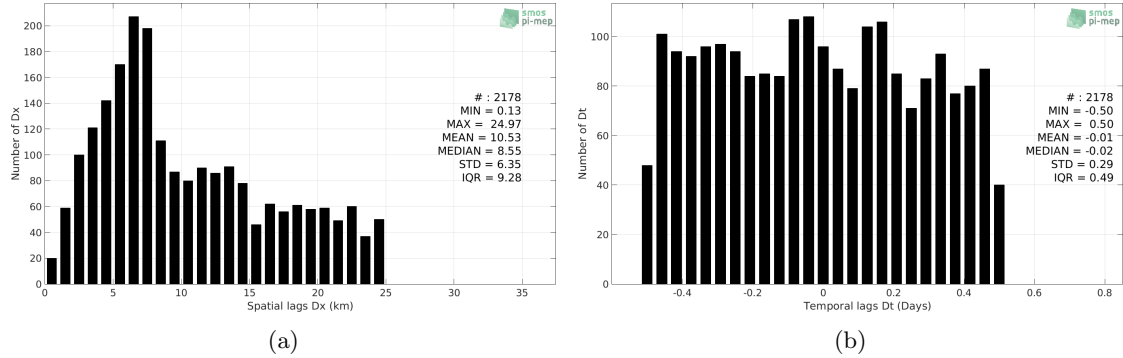 200
180
160
140
120
100
80
60
40
20
0
Number of Dx
smos
pi-mep
# : 2178
MIN = 0.13
MAX = 24.97
MEAN = 10.53
MEDIAN = 8.55
STD = 6.35
IQR = 9.28
0 5 10 15 20 25 30 35
Spatial lags Dx (km)
(a)
100
80
60
40
20
0
Number of Dt
smos
pi-mep
# : 2178
MIN = -0.50
MAX = 0.50
MEAN = -0.01
MEDIAN = -0.02
STD = 0.29
IQR = 0.49
-0.4 -0.2 0 0.2 0.4 0.6 0.8
Temporal lags Dt (Days)
(b)